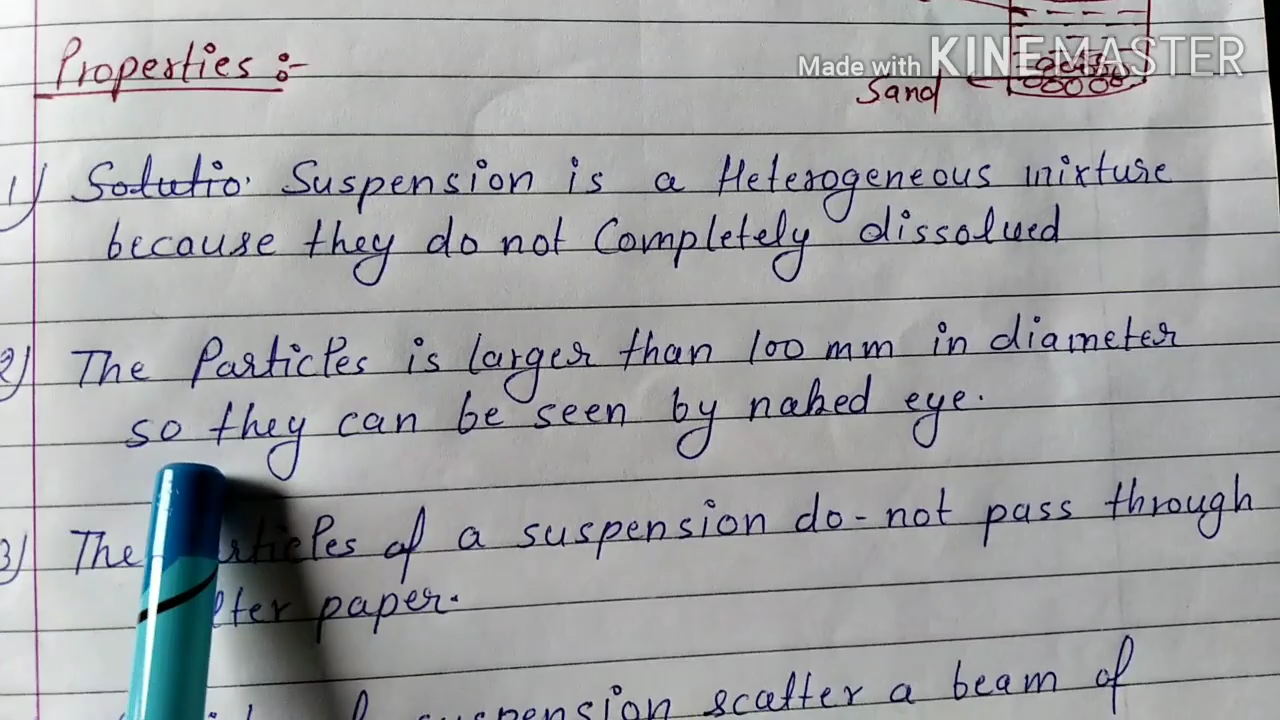 Properties :-
Made with KINEMASTER
Sand
1) Solutio. Suspension is a Heterogeneous mixture
because they do not Completely dissolved
2) The Particles is larger than 100 mm in diameter
so they can be seen by naked eye.
3) The Particles of a suspension do-not pass through
paper.
suspension scatter a beam of